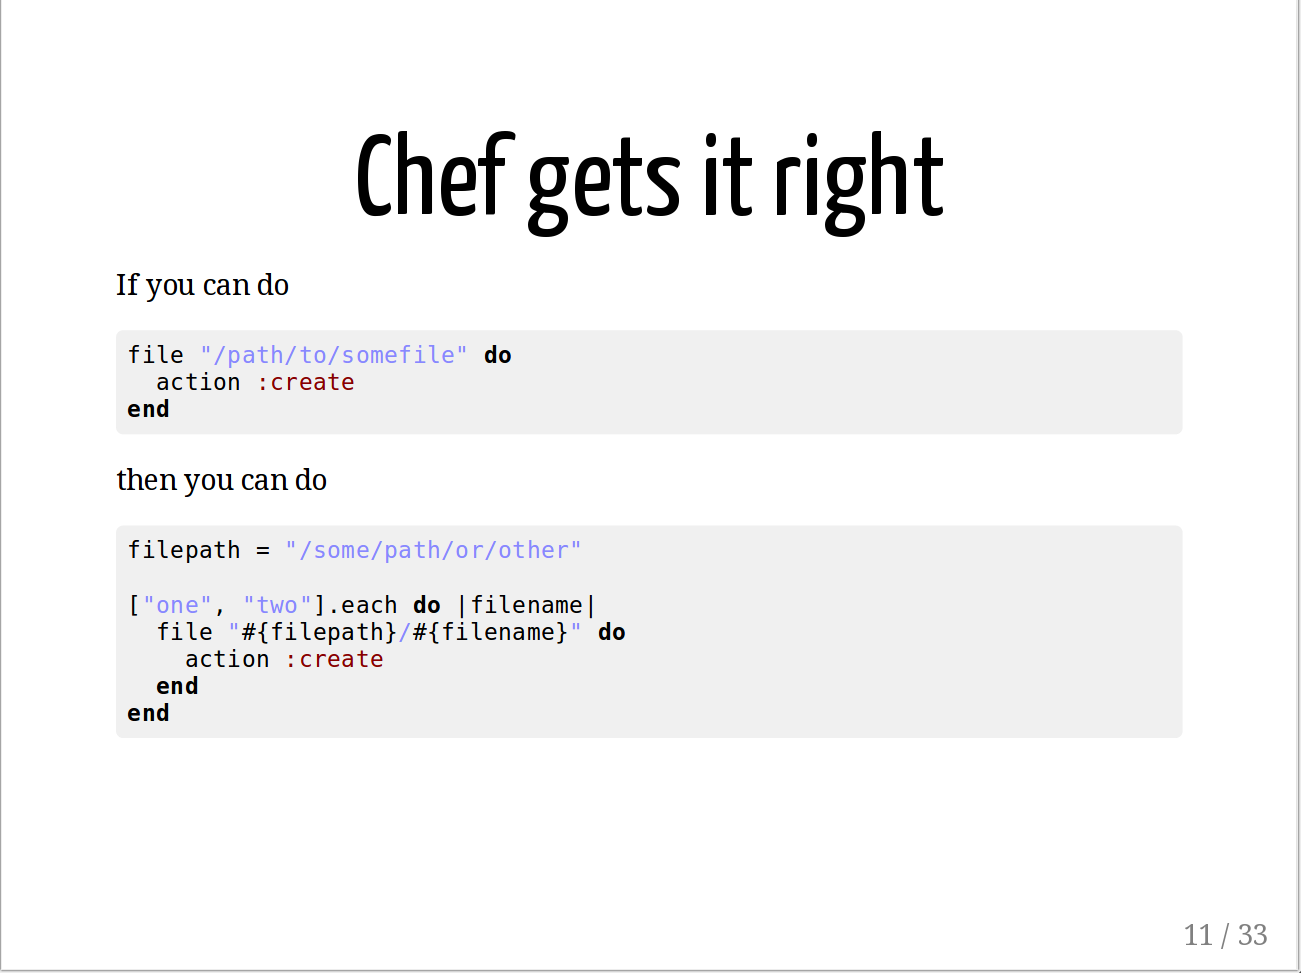 Chef gets it right
If you can do
file "/path/to/somefile" do
  action :create
end
then you can do
filepath = "/some/path/or/other"
["one", "two"].each do |filename|
  file "#{filepath}/#{filename}" do
    action :create
  end
end
11 / 33